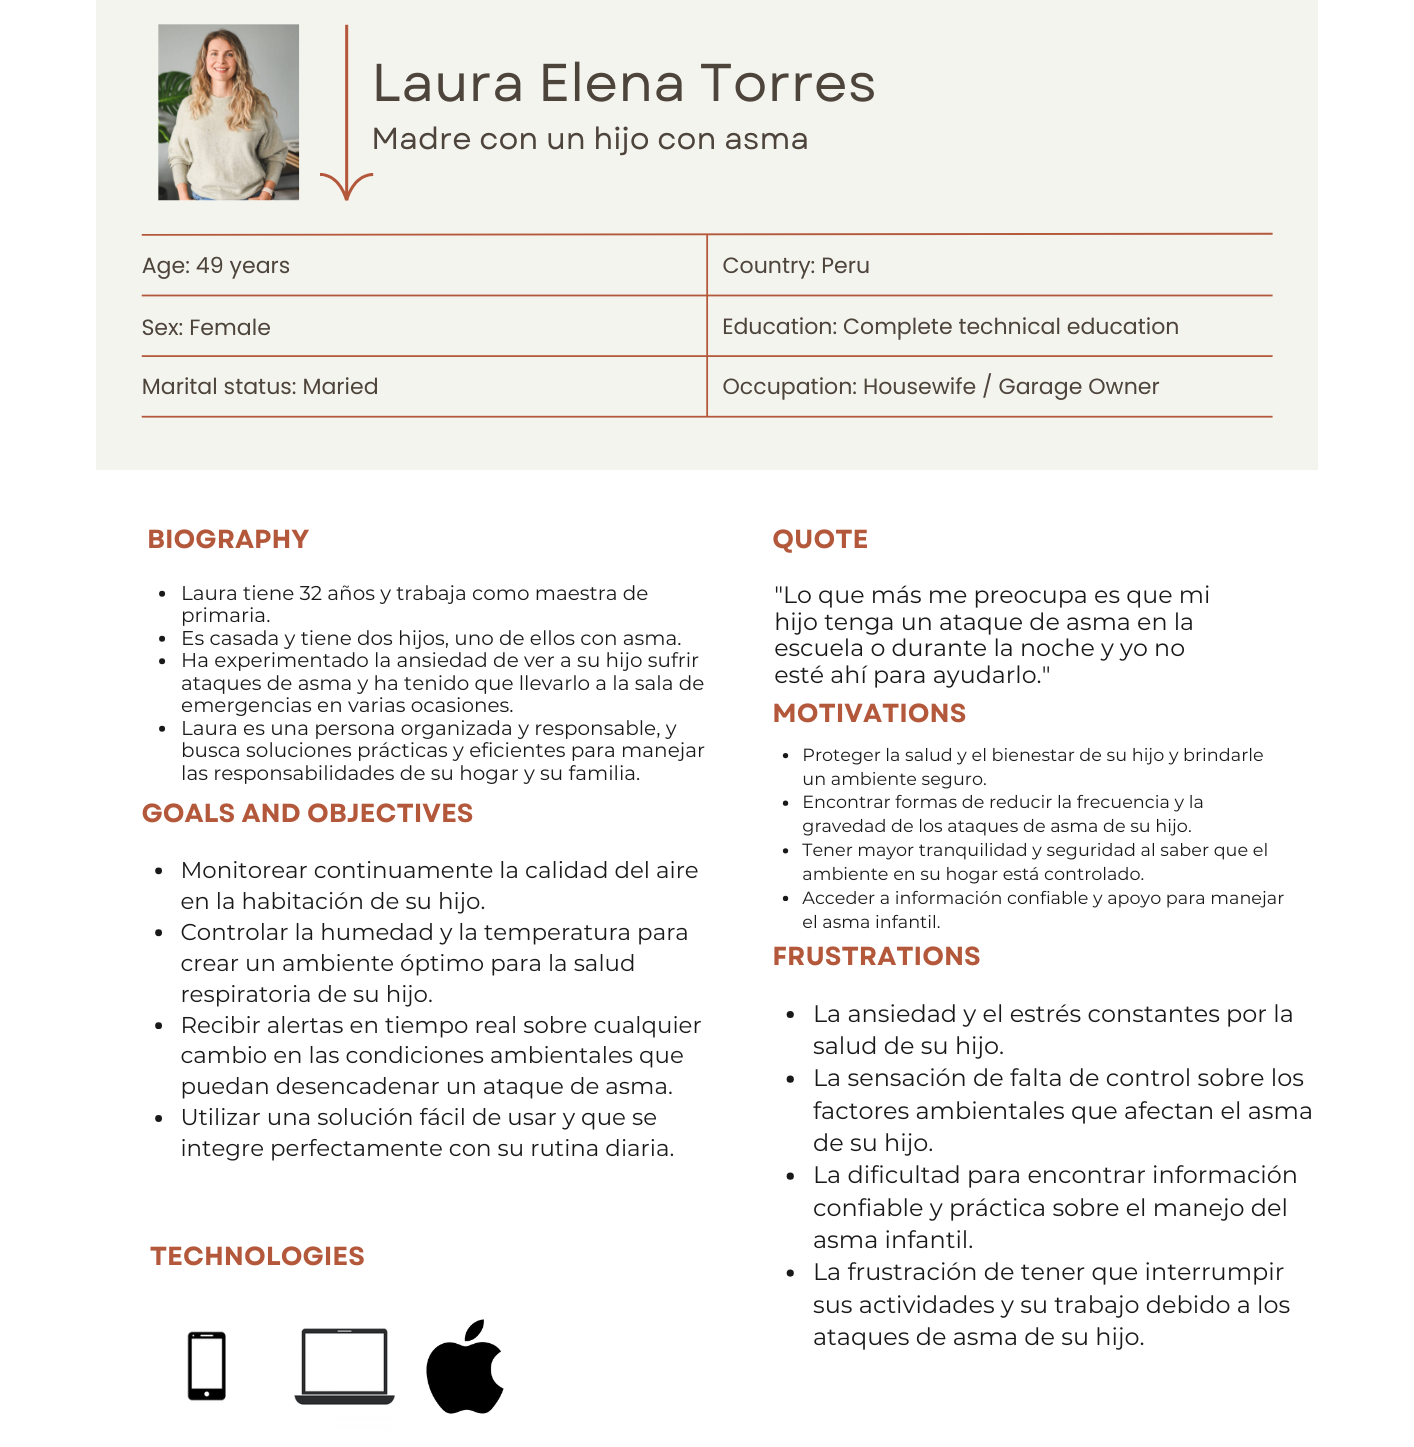 Laura Elena Torres
Madre con un hijo con asma
Age: 49 years
Country: Peru
Sex: Female
Education: Complete technical education
Marital status: Maried
Occupation: Housewife / Garage Owner
BIOGRAPHY
• Laura tiene 32 años y trabaja como maestra de
primaria.
• Es casada y tiene dos hijos, uno de ellos con asma.
• Ha experimentado la ansiedad de ver a su hijo sufrir
ataques de asma y ha tenido que llevarlo a la sala de
emergencias en varias ocasiones.
• Laura es una persona organizada y responsable, y
busca soluciones prácticas y eficientes para manejar
las responsabilidades de su hogar y su familia.
GOALS AND OBJECTIVES
• Monitorear continuamente la calidad del aire
en la habitación de su hijo.
• Controlar la humedad y la temperatura para
crear un ambiente óptimo para la salud
respiratoria de su hijo.
• Recibir alertas en tiempo real sobre cualquier
cambio en las condiciones ambientales que
puedan desencadenar un ataque de asma.
• Utilizar una solución fácil de usar y que se
integre perfectamente con su rutina diaria.
TECHNOLOGIES
QUOTE
"Lo que más me preocupa es que mi
hijo tenga un ataque de asma en la
escuela o durante la noche y yo no
esté ahí para ayudarlo."
MOTIVATIONS
• Proteger la salud y el bienestar de su hijo y brindarle
un ambiente seguro.
• Encontrar formas de reducir la frecuencia y la
gravedad de los ataques de asma de su hijo.
• Tener mayor tranquilidad y seguridad al saber que el
ambiente en su hogar está controlado.
• Acceder a información confiable y apoyo para manejar
el asma infantil.
FRUSTRATIONS
• La ansiedad y el estrés constantes por la
salud de su hijo.
• La sensación de falta de control sobre los
factores ambientales que afectan el asma
de su hijo.
• La dificultad para encontrar información
confiable y práctica sobre el manejo del
asma infantil.
• La frustración de tener que interrumpir
sus actividades y su trabajo debido a los
ataques de asma de su hijo.